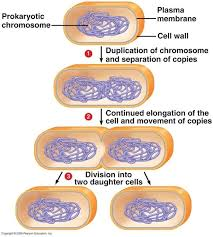 Prokaryotic
chromosome
Plasma
membrane
Cell wall
1
Duplication of chromosome
and separation of copies
2
Continued elongation of the
cell and movement of copies
3
Division into
two daughter cells